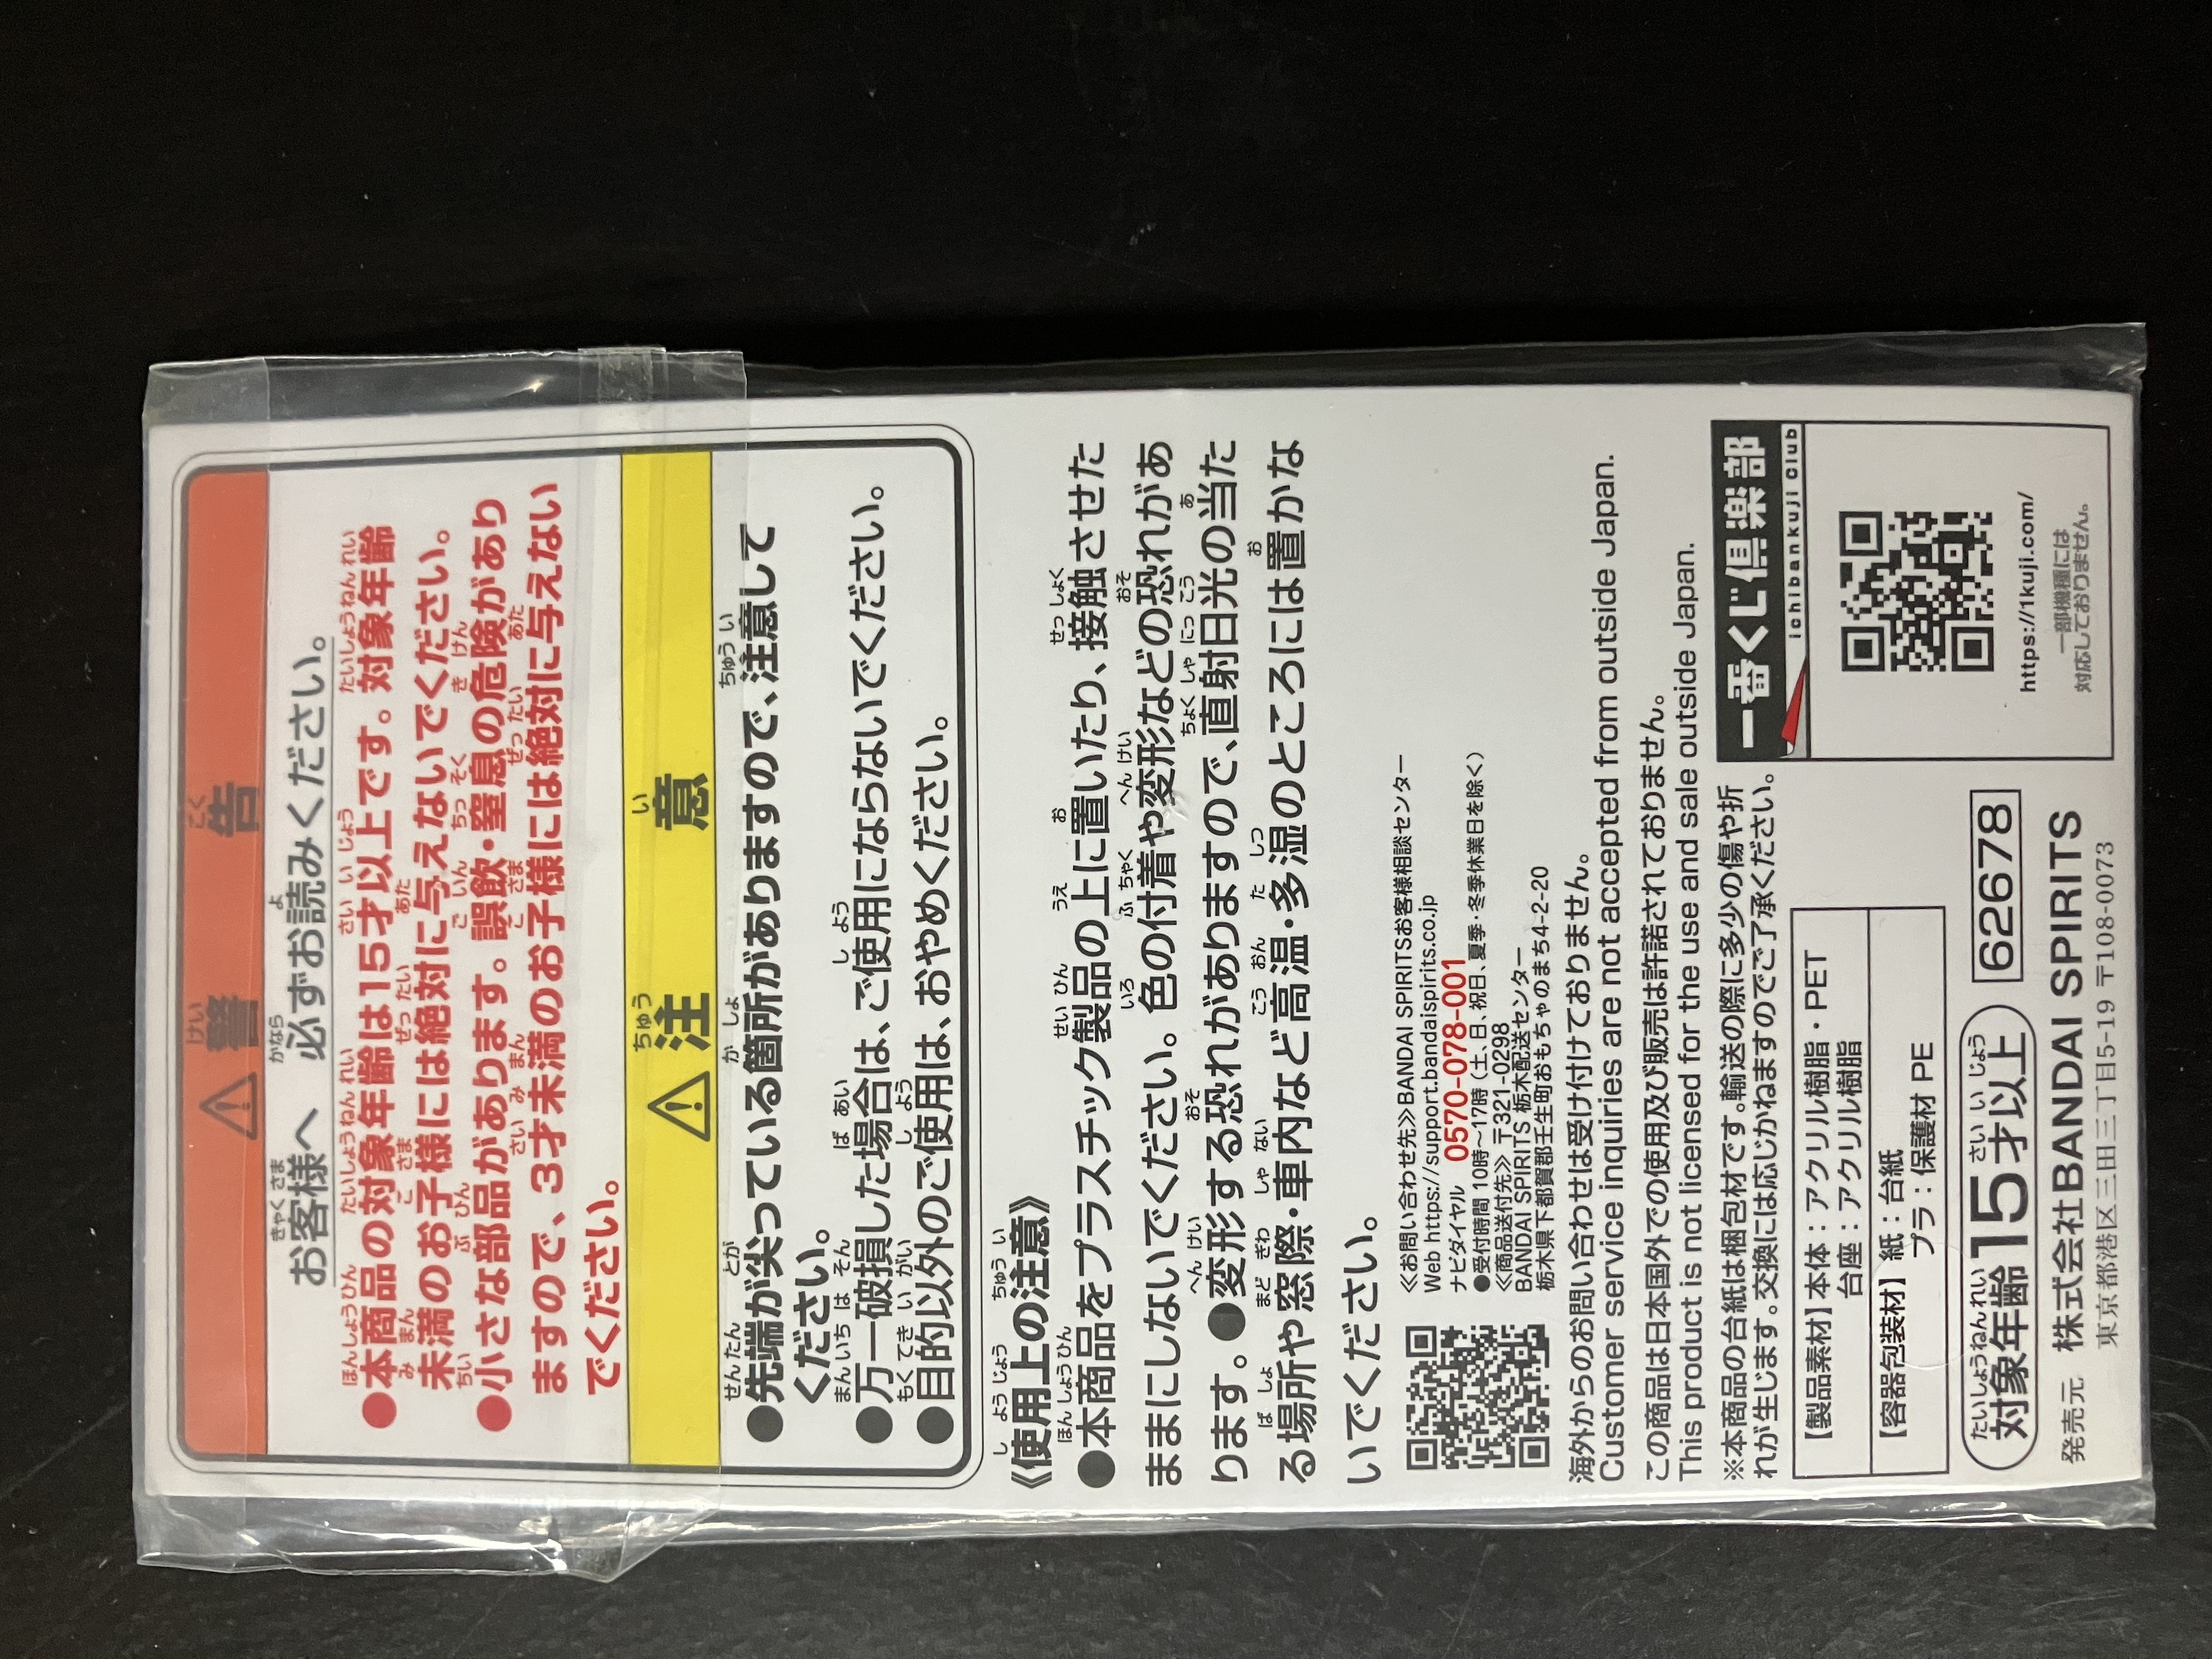 ⚠警告
お客様へ 必ずお読みください。
●本商品の対象年齢は15才以上です。対象年齢
未満のお子様には絶対に与えないでください。
●小さな部品があります。誤飲・窒息の危険があり
ますので、3才未満のお子様には絶対に与えない
でください。
⚠注意
●先端が尖っている箇所がありますので、注意して
ください。
●万一破損した場合は、ご使用にならないでください。
●目的以外のご使用は、おやめください。
《使用上の注意》
●本商品をプラスチック製品の上に置いたり、接触させた
ままにしないでください。色の付着や変形などの恐れがあ
ります。●変形する恐れがありますので、直射日光の当た
る場所や窓際・車内など高温・多湿のところには置かな
いでください。
≪お問い合わせ先≫BANDAI SPIRITSお客様相談センター
Web https://support.bandaispirits.co.jp
ナビダイヤル 0570-078-001
●受付時間 10時～17時（土、日、祝日、夏季・冬季休業日を除く）
≪商品送付先≫〒321-0298
BANDAI SPIRITS 栃木配送センター
栃木県下都賀郡壬生町おもちゃのまち4-2-20
海外からのお問い合わせは受け付けておりません。
Customer service inquiries are not accepted from outside Japan.
この商品は日本国外での使用及び販売は許諾されておりません。
This product is not licensed for the use and sale outside Japan.
※本商品の台紙は梱包材です。輸送の際に多少の傷や折
れが生じます。交換には応じかねますのでご了承ください。
【製品素材】本体：アクリル樹脂・PET
台座：アクリル樹脂
【容器包装材】紙：台紙
プラ：保護材 PE
対象年齢15才以上
62678
発売元 株式会社BANDAI SPIRITS
東京都港区三田三丁目5-19 〒108-0073
一番くじ倶楽部
Ichibankuji Club
https://1kuji.com/
一部機種には
対応しておりません。